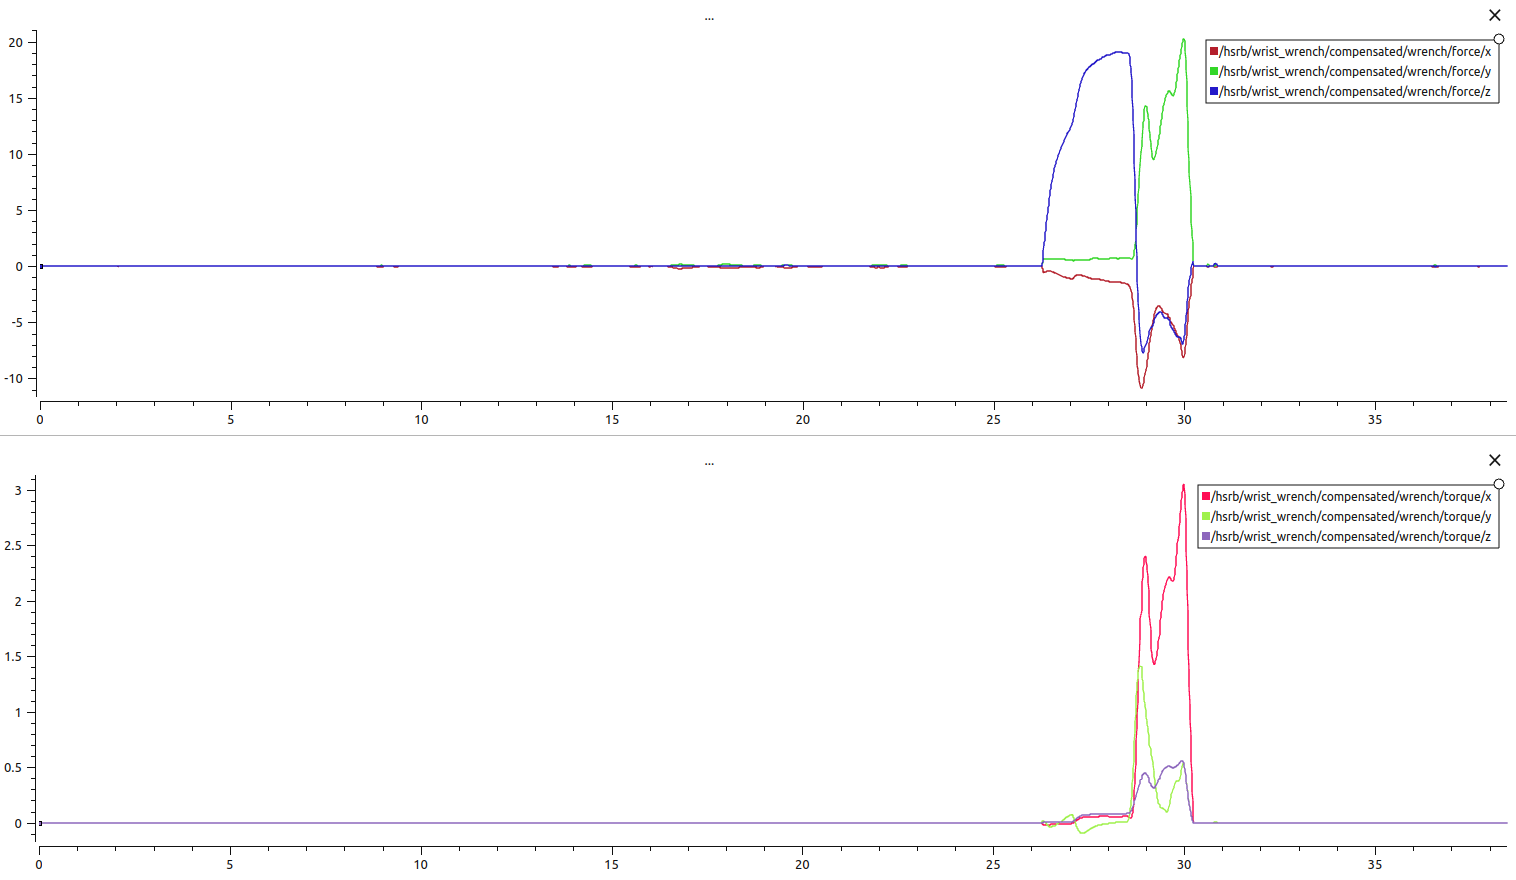 ...
/hsrb/wrist_wrench/compensated/wrench/force/x
/hsrb/wrist_wrench/compensated/wrench/force/y
/hsrb/wrist_wrench/compensated/wrench/force/z
20
15
10
5
0
-5
-10
0 5 10 15 20 25 30 35
...
/hsrb/wrist_wrench/compensated/wrench/torque/x
/hsrb/wrist_wrench/compensated/wrench/torque/y
/hsrb/wrist_wrench/compensated/wrench/torque/z
3
2.5
2
1.5
1
0.5
0
0 5 10 15 20 25 30 35